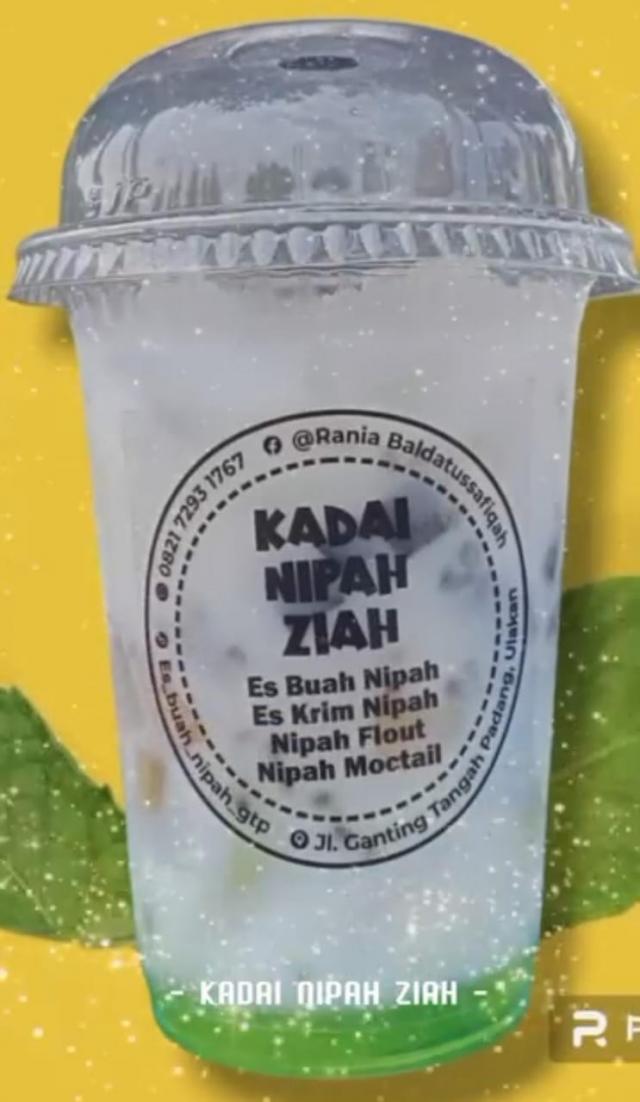 0821 7293 1767
@Rania Baldatussafiqah
KADAI
NIPAH
ZIAH
Es Buah Nipah
Es Krim Nipah
Nipah Flout
Nipah Moctail
Es_buah_nipah_gtp
Jl. Ganting Tangah Padang, Ulakan
- KADAI NIPAH ZIAH -